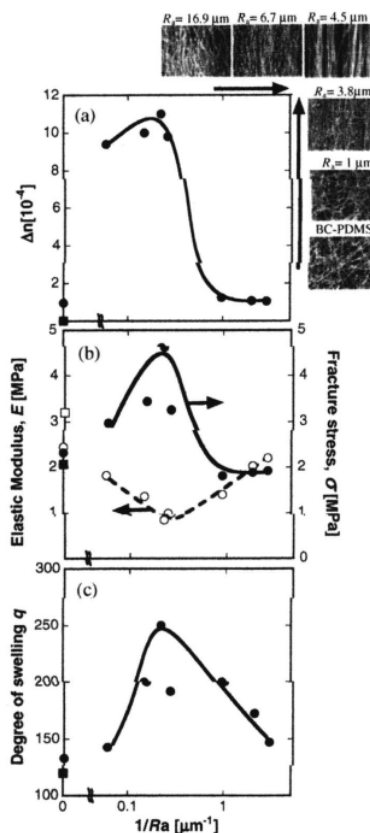 Ra= 16.9 μm Ra= 6.7 μm Ra= 4.5 μm
Ra= 3.8μm
Ra= 1 μm
BC-PDMS
(a)
12
10
8
6
4
2
Δn[10-4]
(b)
5
4
3
2
1
0
Elastic Modulus, E [MPa]
5
4
3
2
1
0
Fracture stress, σ [MPa]
(c)
300
250
200
150
100
Degree of swelling q
0 0.1 1
1/Ra [μm-1]